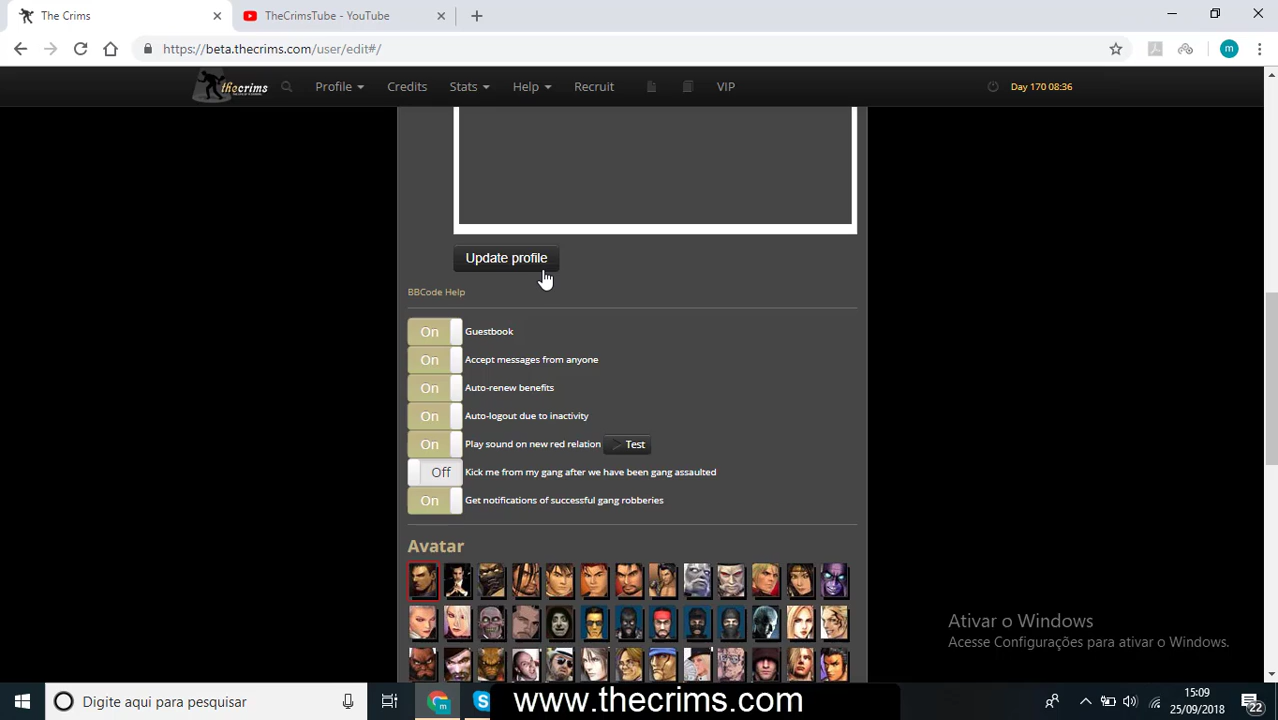 The Crims
TheCrimsTube - YouTube
https://beta.thecrims.com/user/edit#/
m
thecrims
Profile
Credits
Stats
Help
Recruit
VIP
Day 170 08:36
Update profile
BBCode Help
On Guestbook
On Accept messages from anyone
On Auto-renew benefits
On Auto-logout due to inactivity
On Play sound on new red relation Test
Off Kick me from my gang after we have been gang assaulted
On Get notifications of successful gang robberies
Avatar
Ativar o Windows
Acesse Configurações para ativar o Windows.
Digite aqui para pesquisar
m
S
www.thecrims.com
15:09
25/09/2018
22